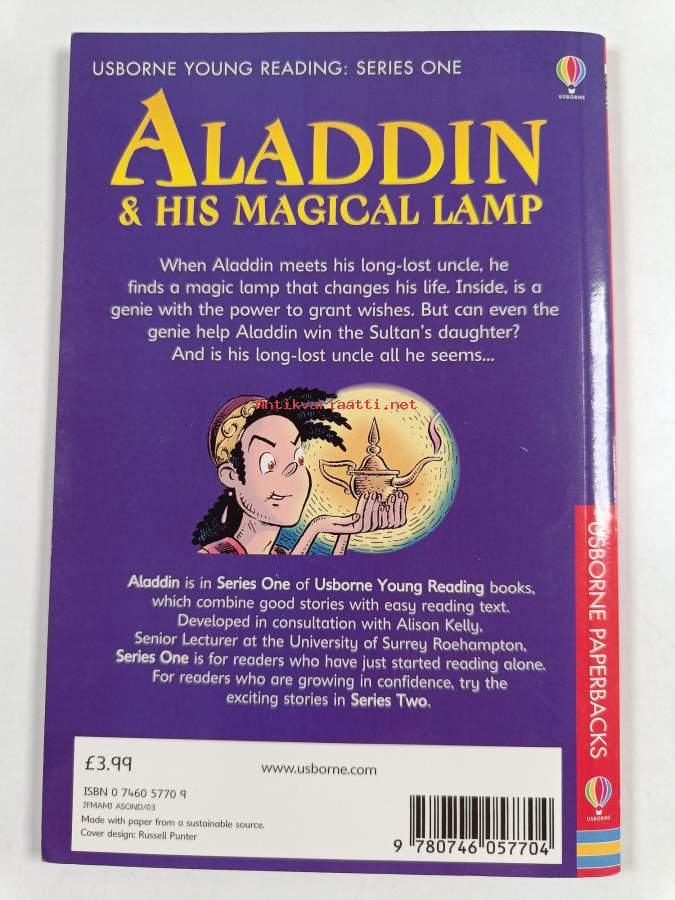 USBORNE YOUNG READING: SERIES ONE
USBORNE
ALADDIN
& HIS MAGICAL LAMP
When Aladdin meets his long-lost uncle, he
finds a magic lamp that changes his life. Inside, is a
genie with the power to grant wishes. But can even the
genie help Aladdin win the Sultan's daughter?
And is his long-lost uncle all he seems...
antikvariaatti.net
Aladdin is in Series One of Usborne Young Reading books,
which combine good stories with easy reading text.
Developed in consultation with Alison Kelly,
Senior Lecturer at the University of Surrey Roehampton,
Series One is for readers who have just started reading alone.
For readers who are growing in confidence, try the
exciting stories in Series Two.
£3.99
www.usborne.com
ISBN 0 7460 5770 9
JFMAMJ ASOND/03
Made with paper from a sustainable source.
Cover design: Russell Punter
9 780746 057704
USBORNE PAPERBACKS
USBORNE